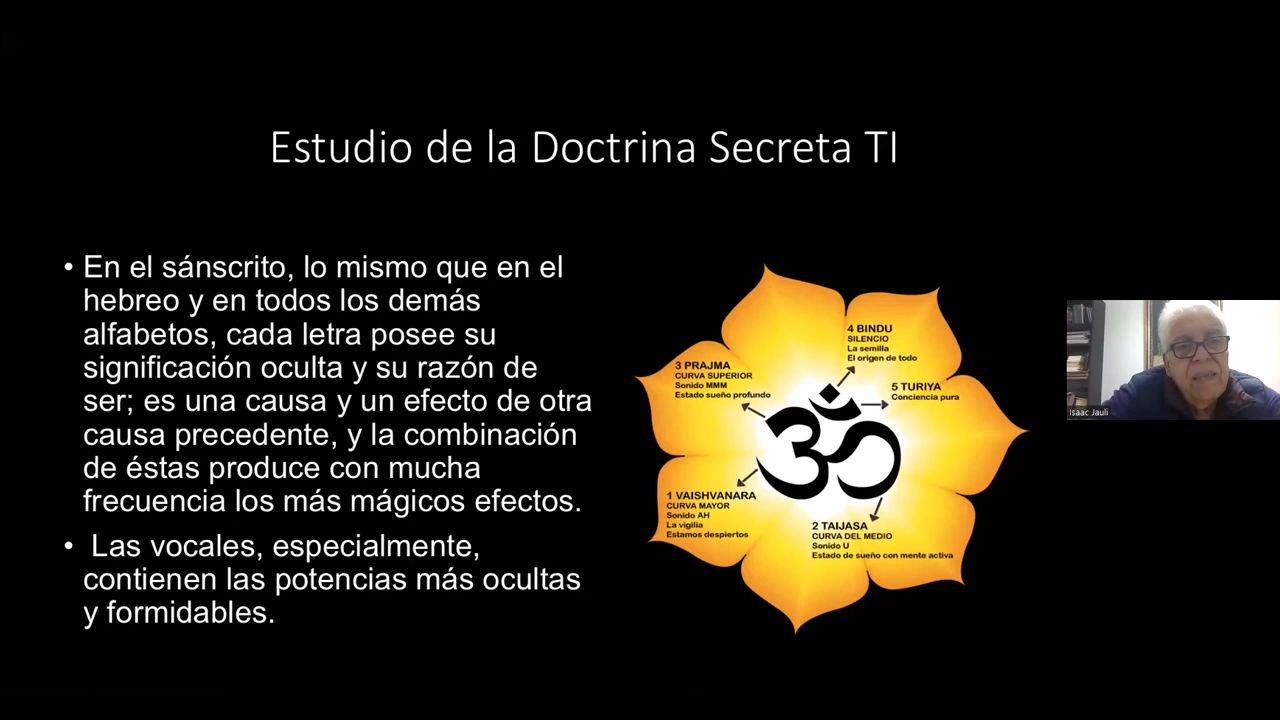 Estudio de la Doctrina Secreta TI
• En el sánscrito, lo mismo que en el
hebreo y en todos los demás
alfabetos, cada letra posee su
significación oculta y su razón de
ser; es una causa y un efecto de otra
causa precedente, y la combinación
de éstas produce con mucha
frecuencia los más mágicos efectos.
• Las vocales, especialmente,
contienen las potencias más ocultas
y formidables.
4 BINDU
SILENCIO
La semilla
El origen de todo
3 PRAJMA
CURVA SUPERIOR
Sonido MMM
Estado sueño profundo
5 TURIYA
Conciencia pura
ॐ
1 VAISHVANARA
CURVA MAYOR
Sonido AH
La vigilia
Estamos despiertos
2 TAIJASA
CURVA DEL MEDIO
Sonido U
Estado de sueño con mente activa
Isaac Jauli